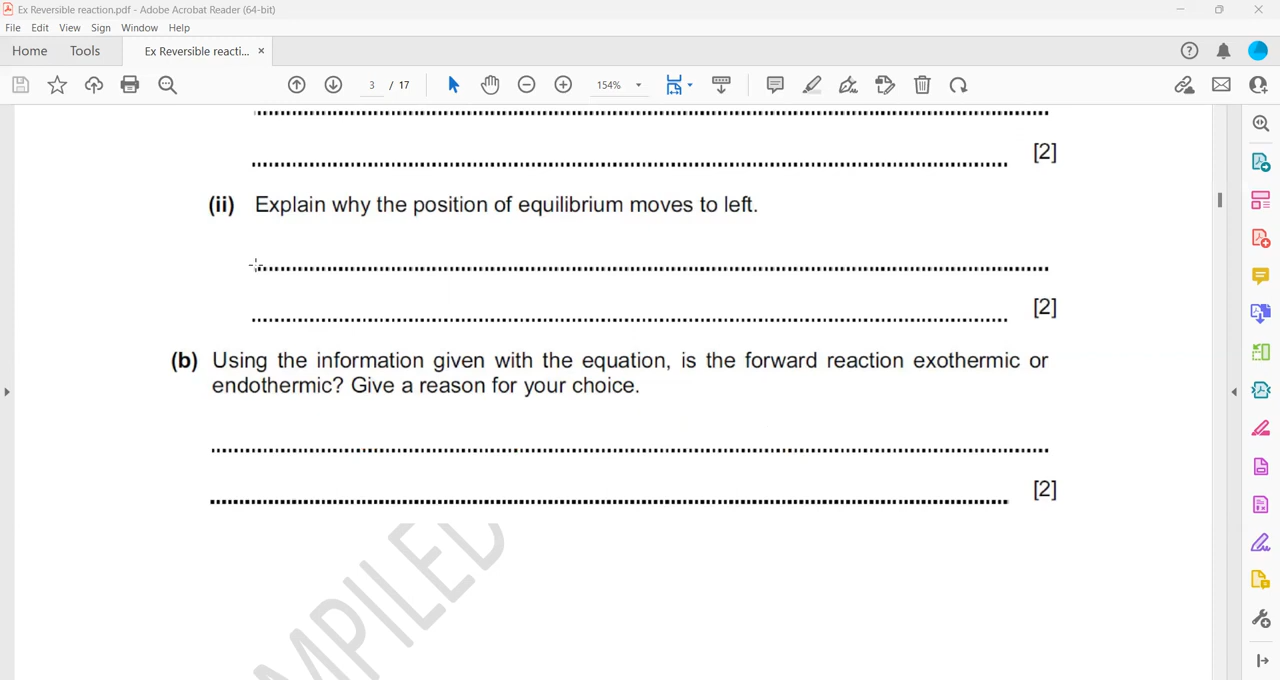 Ex Reversible reaction.pdf - Adobe Acrobat Reader (64-bit)
File Edit View Sign Window Help
Home Tools Ex Reversible reacti... ×
3 / 17 154%
[2]
(ii) Explain why the position of equilibrium moves to left.
[2]
(b) Using the information given with the equation, is the forward reaction exothermic or
endothermic? Give a reason for your choice.
[2]
MPILED